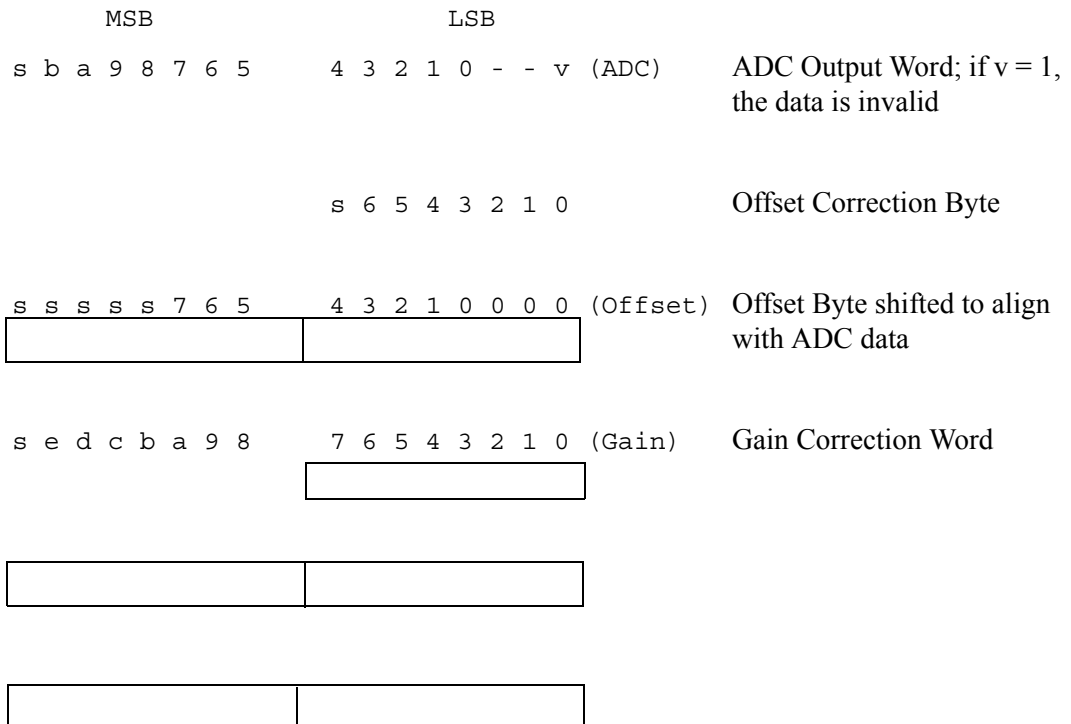 MSB LSB
s b a 9 8 7 6 5 4 3 2 1 0 - - v (ADC) ADC Output Word; if v = 1,
the data is invalid
s 6 5 4 3 2 1 0 Offset Correction Byte
s s s s s 7 6 5 4 3 2 1 0 0 0 0 (Offset) Offset Byte shifted to align
with ADC data
s e d c b a 9 8 7 6 5 4 3 2 1 0 (Gain) Gain Correction Word